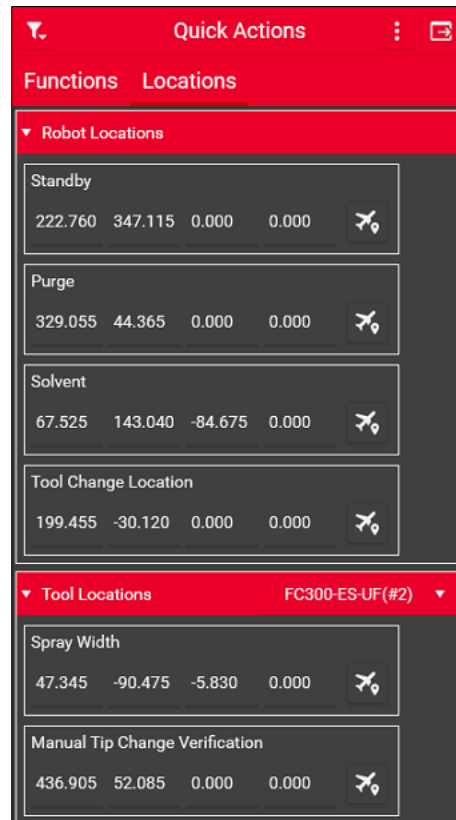 Quick Actions
Functions Locations
Robot Locations
Standby
222.760 347.115 0.000 0.000
Purge
329.055 44.365 0.000 0.000
Solvent
67.525 143.040 -84.675 0.000
Tool Change Location
199.455 -30.120 0.000 0.000
Tool Locations FC300-ES-UF(#2)
Spray Width
47.345 -90.475 -5.830 0.000
Manual Tip Change Verification
436.905 52.085 0.000 0.000